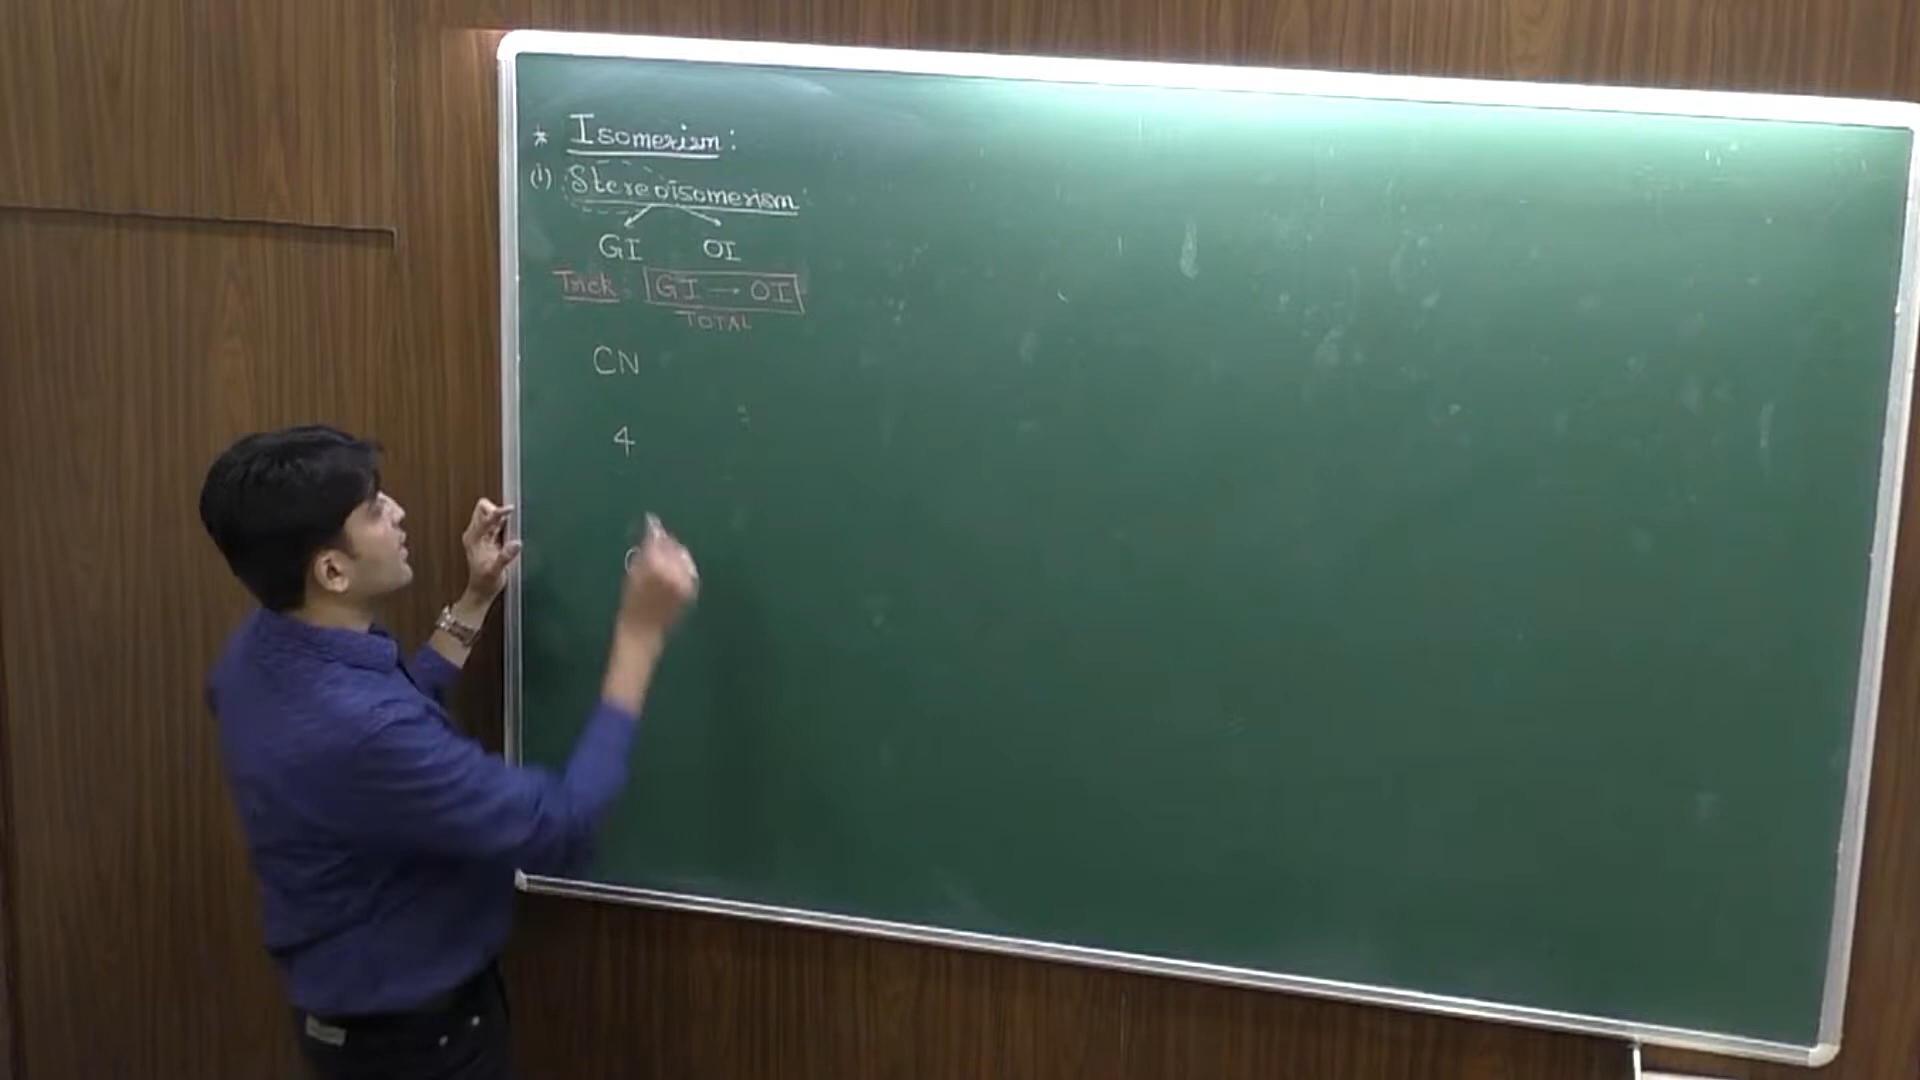 * Isomerism:
(i) Stereoisomerism:
GI OI
Trick: GI → OI
TOTAL
CN
4